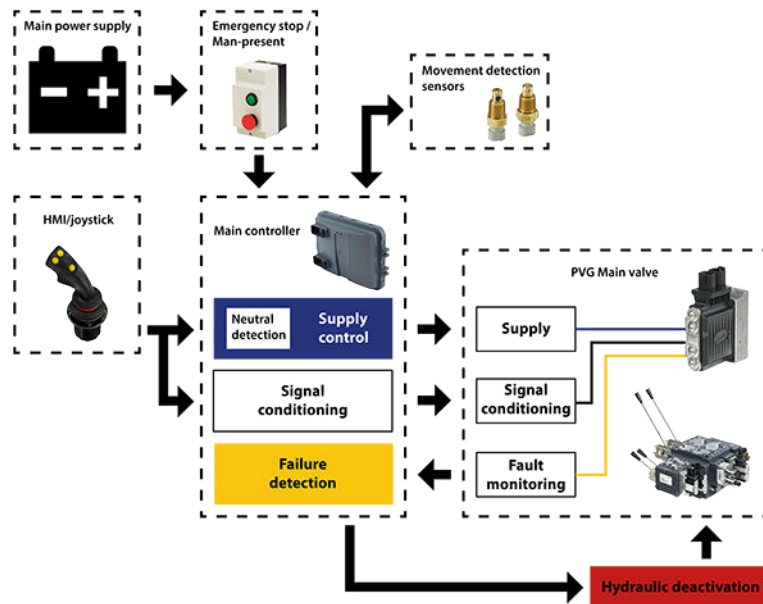 Main power supply
Emergency stop /
Man-present
Movement detection
sensors
HMI/joystick
Main controller
PVG Main valve
Neutral
detection
Supply
control
Supply
Signal
conditioning
Signal
conditioning
Failure
detection
Fault
monitoring
Hydraulic deactivation